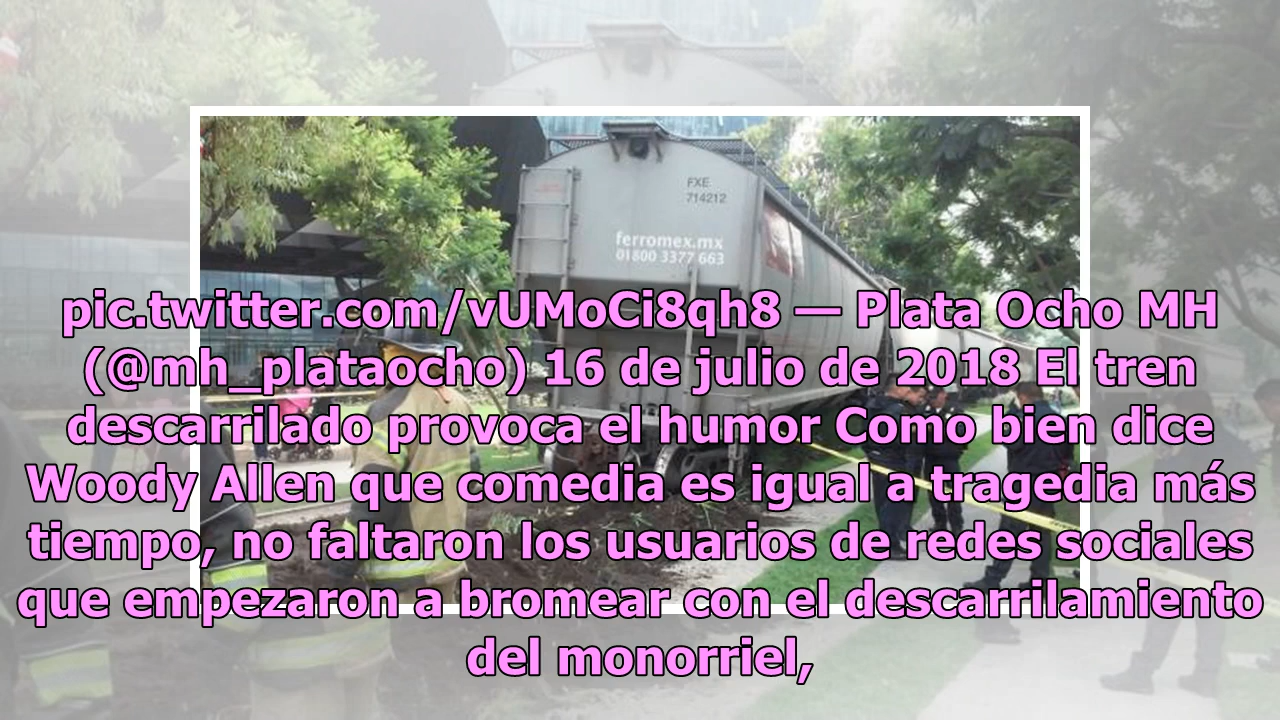 FXE
714212
ferromex.mx
01800 3377 663
pic.twitter.com/vUMoCi8qh8 — Plata Ocho MH
(@mh_plataocho) 16 de julio de 2018 El tren
descarrilado provoca el humor Como bien dice
Woody Allen que comedia es igual a tragedia más
tiempo, no faltaron los usuarios de redes sociales
que empezaron a bromear con el descarrilamiento
del monorriel,